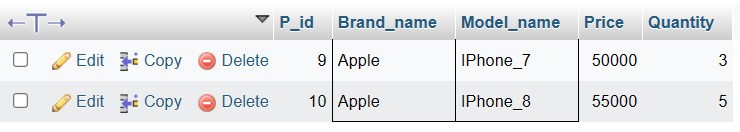 P_id Brand_name Model_name Price Quantity
Edit Copy Delete 9 Apple IPhone_7 50000 3
Edit Copy Delete 10 Apple IPhone_8 55000 5